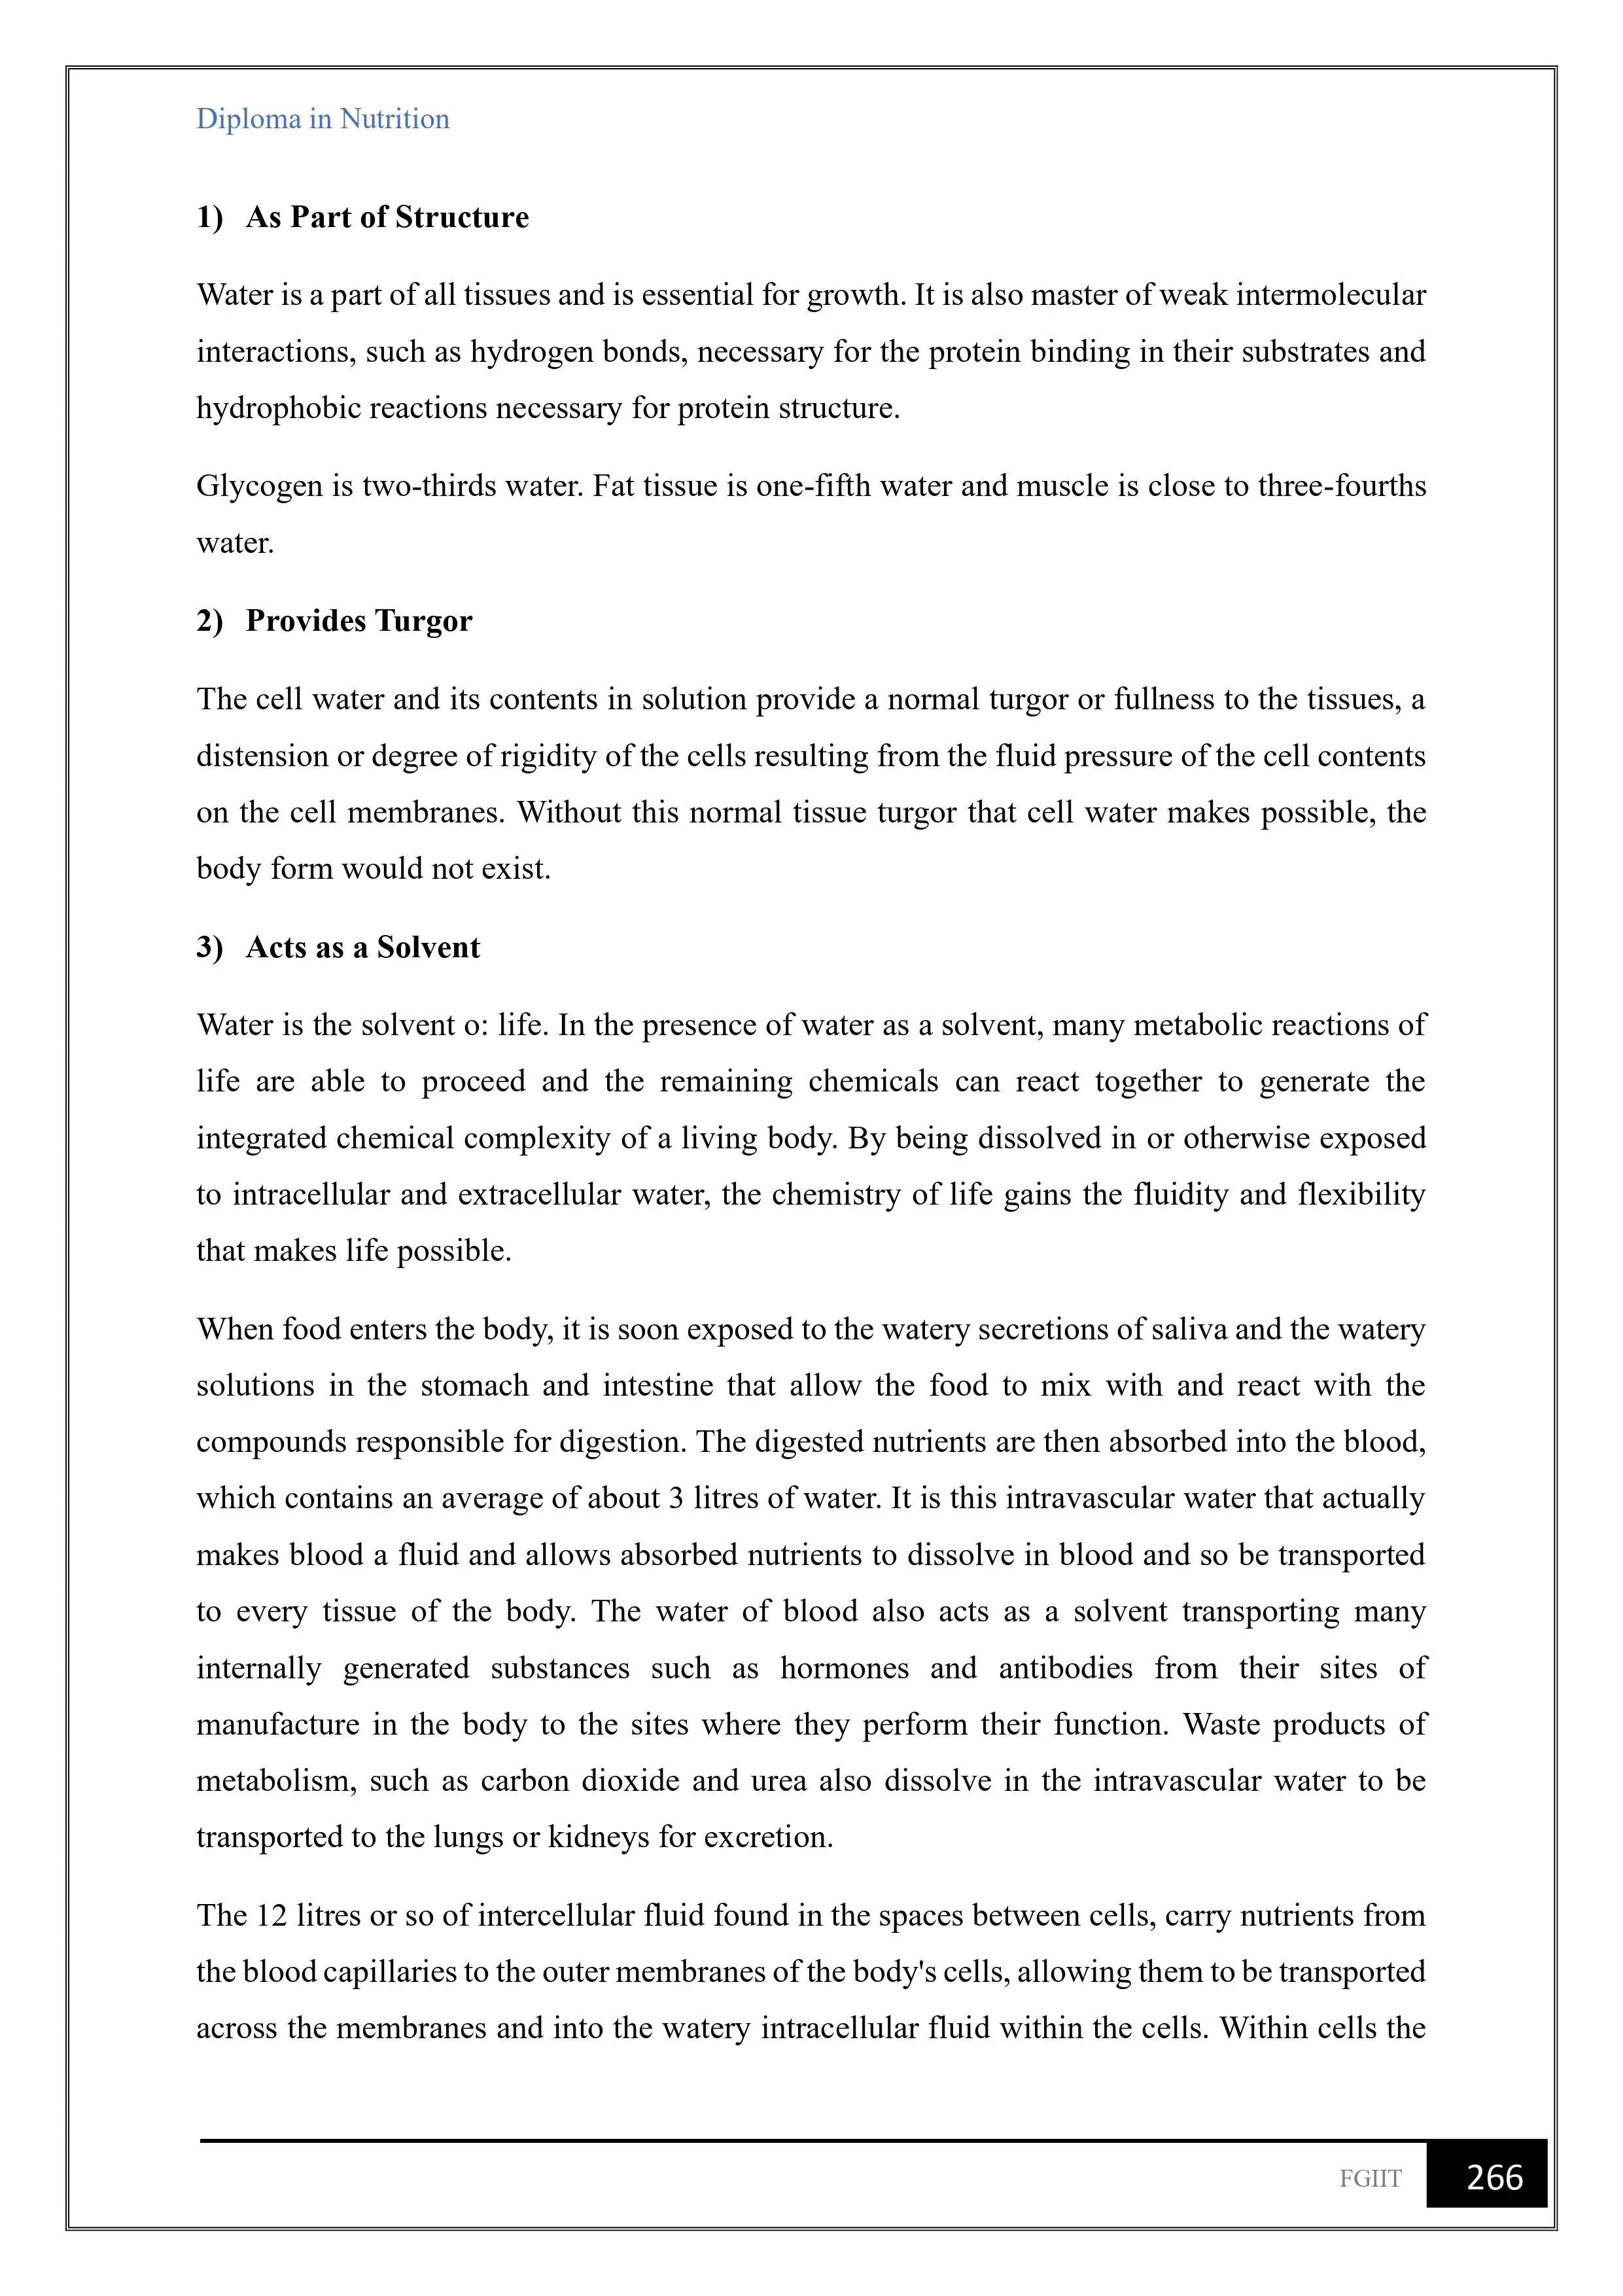 Diploma in Nutrition
1) As Part of Structure
Water is a part of all tissues and is essential for growth. It is also master of weak intermolecular
interactions, such as hydrogen bonds, necessary for the protein binding in their substrates and
hydrophobic reactions necessary for protein structure.
Glycogen is two-thirds water. Fat tissue is one-fifth water and muscle is close to three-fourths
water.
2) Provides Turgor
The cell water and its contents in solution provide a normal turgor or fullness to the tissues, a
distension or degree of rigidity of the cells resulting from the fluid pressure of the cell contents
on the cell membranes. Without this normal tissue turgor that cell water makes possible, the
body form would not exist.
3) Acts as a Solvent
Water is the solvent o: life. In the presence of water as a solvent, many metabolic reactions of
life are able to proceed and the remaining chemicals can react together to generate the
integrated chemical complexity of a living body. By being dissolved in or otherwise exposed
to intracellular and extracellular water, the chemistry of life gains the fluidity and flexibility
that makes life possible.
When food enters the body, it is soon exposed to the watery secretions of saliva and the watery
solutions in the stomach and intestine that allow the food to mix with and react with the
compounds responsible for digestion. The digested nutrients are then absorbed into the blood,
which contains an average of about 3 litres of water. It is this intravascular water that actually
makes blood a fluid and allows absorbed nutrients to dissolve in blood and so be transported
to every tissue of the body. The water of blood also acts as a solvent transporting many
internally generated substances such as hormones and antibodies from their sites of
manufacture in the body to the sites where they perform their function. Waste products of
metabolism, such as carbon dioxide and urea also dissolve in the intravascular water to be
transported to the lungs or kidneys for excretion.
The 12 litres or so of intercellular fluid found in the spaces between cells, carry nutrients from
the blood capillaries to the outer membranes of the body's cells, allowing them to be transported
across the membranes and into the watery intracellular fluid within the cells. Within cells the
FGIIT 266